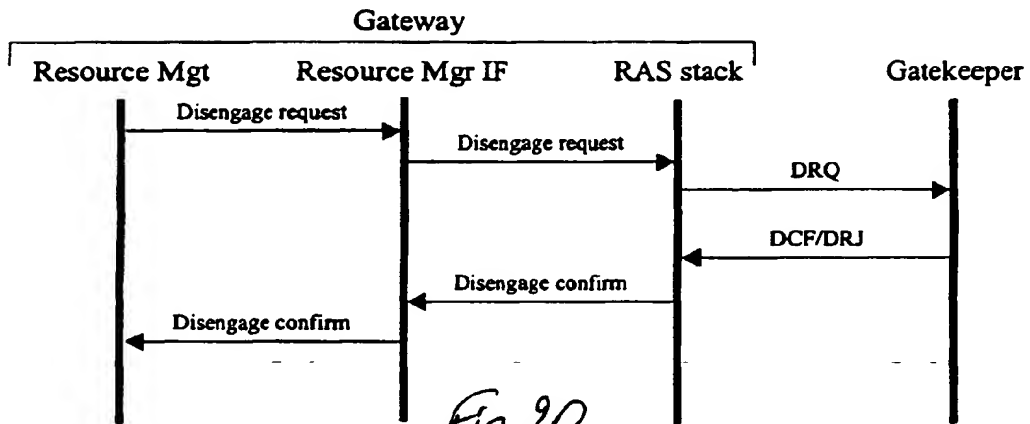 Gateway
Resource Mgt Resource Mgr IF RAS stack Gatekeeper
Disengage request
Disengage request
DRQ
DCF/DRJ
Disengage confirm
Disengage confirm
Fig